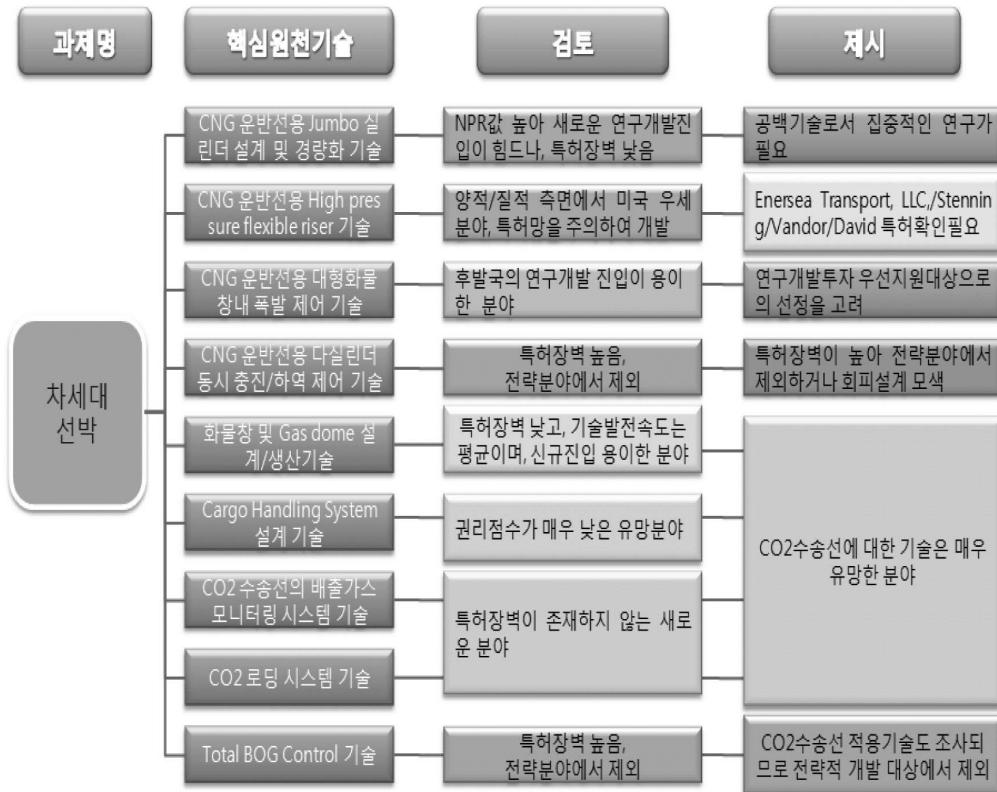 과제명
핵심원천기술
검토
제시
차세대
선박
CNG 운반선용 Jumbo 실
린더 설계 및 경량화 기술
NPR값 높아 새로운 연구개발진
입이 힘드나, 특허장벽 낮음
공백기술로서 집중적인 연구가
필요
CNG 운반선용 High pres
sure flexible riser 기술
양적/질적 측면에서 미국 우세
분야, 특허망을 주의하여 개발
Enersea Transport, LLC,/Stennin
g/Vandor/David 특허확인필요
CNG 운반선용 대형화물
창내 폭발 제어 기술
후발국의 연구개발 진입이 용이
한 분야
연구개발투자 우선지원대상으로
의 선정을 고려
CNG 운반선용 다실린더
동시 충진/하역 제어 기술
특허장벽 높음,
전략분야에서 제외
특허장벽이 높아 전략분야에서
제외하거나 회피설계 모색
화물창 및 Gas dome 설
계/생산기술
특허장벽 낮고, 기술발전속도는
평균이며, 신규진입 용이한 분야
Cargo Handling System
설계 기술
권리점수가 매우 낮은 유망분야
CO2 수송선의 배출가스
모니터링 시스템 기술
특허장벽이 존재하지 않는 새로
운 분야
CO2 로딩 시스템 기술
CO2수송선에 대한 기술은 매우
유망한 분야
Total BOG Control 기술
특허장벽 높음,
전략분야에서 제외
CO2수송선 적용기술도 조사되
므로 전략적 개발 대상에서 제외